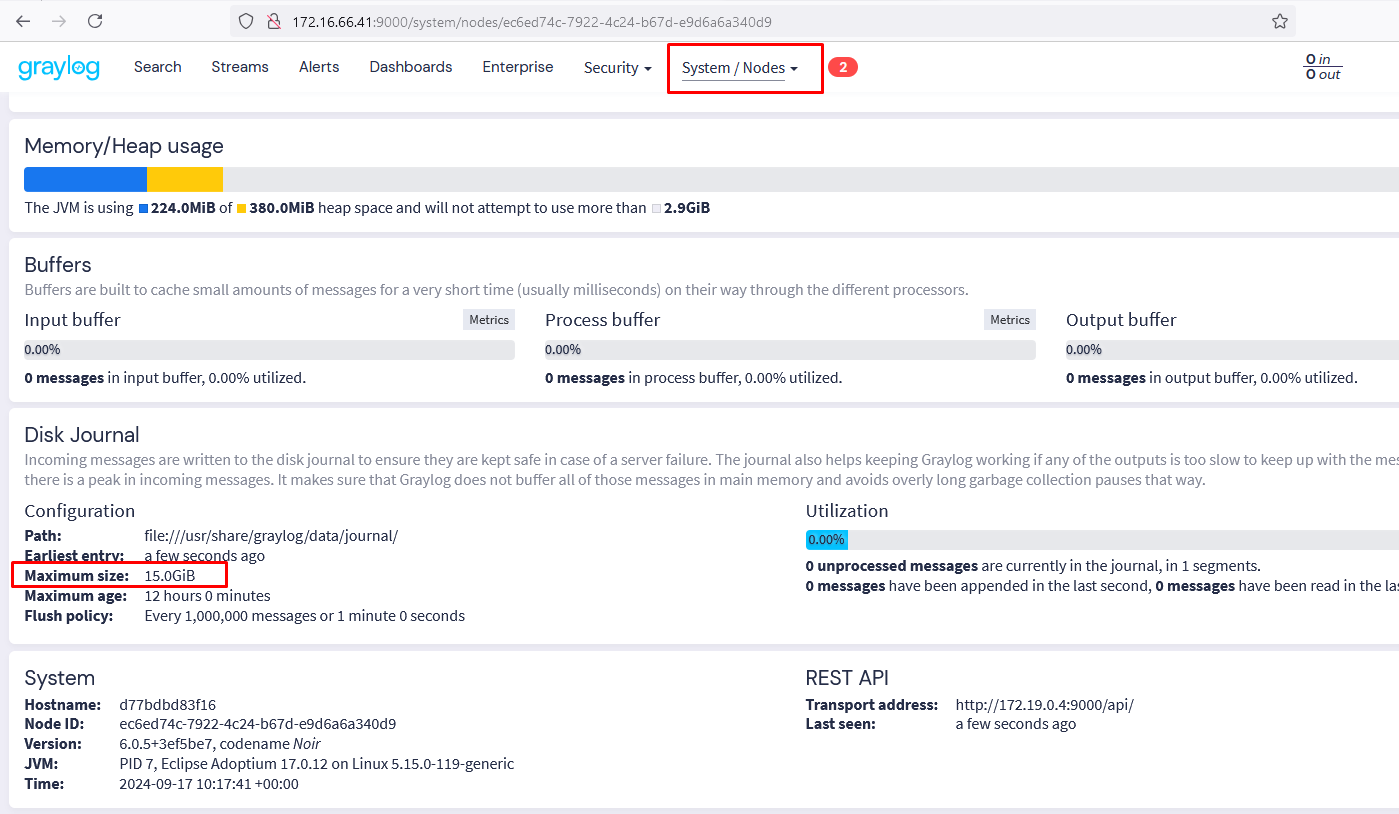 172.16.66.41:9000/system/nodes/ec6ed74c-7922-4c24-b67d-e9d6a6a340d9
graylog Search Streams Alerts Dashboards Enterprise Security System / Nodes 2 0 in
0 out
Memory/Heap usage
The JVM is using 224.0MiB of 380.0MiB heap space and will not attempt to use more than 2.9GiB
Buffers
Buffers are built to cache small amounts of messages for a very short time (usually milliseconds) on their way through the different processors.
Input buffer Metrics Process buffer Metrics Output buffer
0.00% 0.00% 0.00%
0 messages in input buffer, 0.00% utilized. 0 messages in process buffer, 0.00% utilized. 0 messages in output buffer, 0.00% utilized.
Disk Journal
Incoming messages are written to the disk journal to ensure they are kept safe in case of a server failure. The journal also helps keeping Graylog working if any of the outputs is too slow to keep up with the mes
there is a peak in incoming messages. It makes sure that Graylog does not buffer all of those messages in main memory and avoids overly long garbage collection pauses that way.
Configuration
Path: file:///usr/share/graylog/data/journal/
Earliest entry: a few seconds ago
Maximum size: 15.0GiB
Maximum age: 12 hours 0 minutes
Flush policy: Every 1,000,000 messages or 1 minute 0 seconds
Utilization
0.00%
0 unprocessed messages are currently in the journal, in 1 segments.
0 messages have been appended in the last second, 0 messages have been read in the las
System
Hostname: d77bdbd83f16
Node ID: ec6ed74c-7922-4c24-b67d-e9d6a6a340d9
Version: 6.0.5+3ef5be7, codename Noir
JVM: PID 7, Eclipse Adoptium 17.0.12 on Linux 5.15.0-119-generic
Time: 2024-09-17 10:17:41 +00:00
REST API
Transport address: http://172.19.0.4:9000/api/
Last seen: a few seconds ago